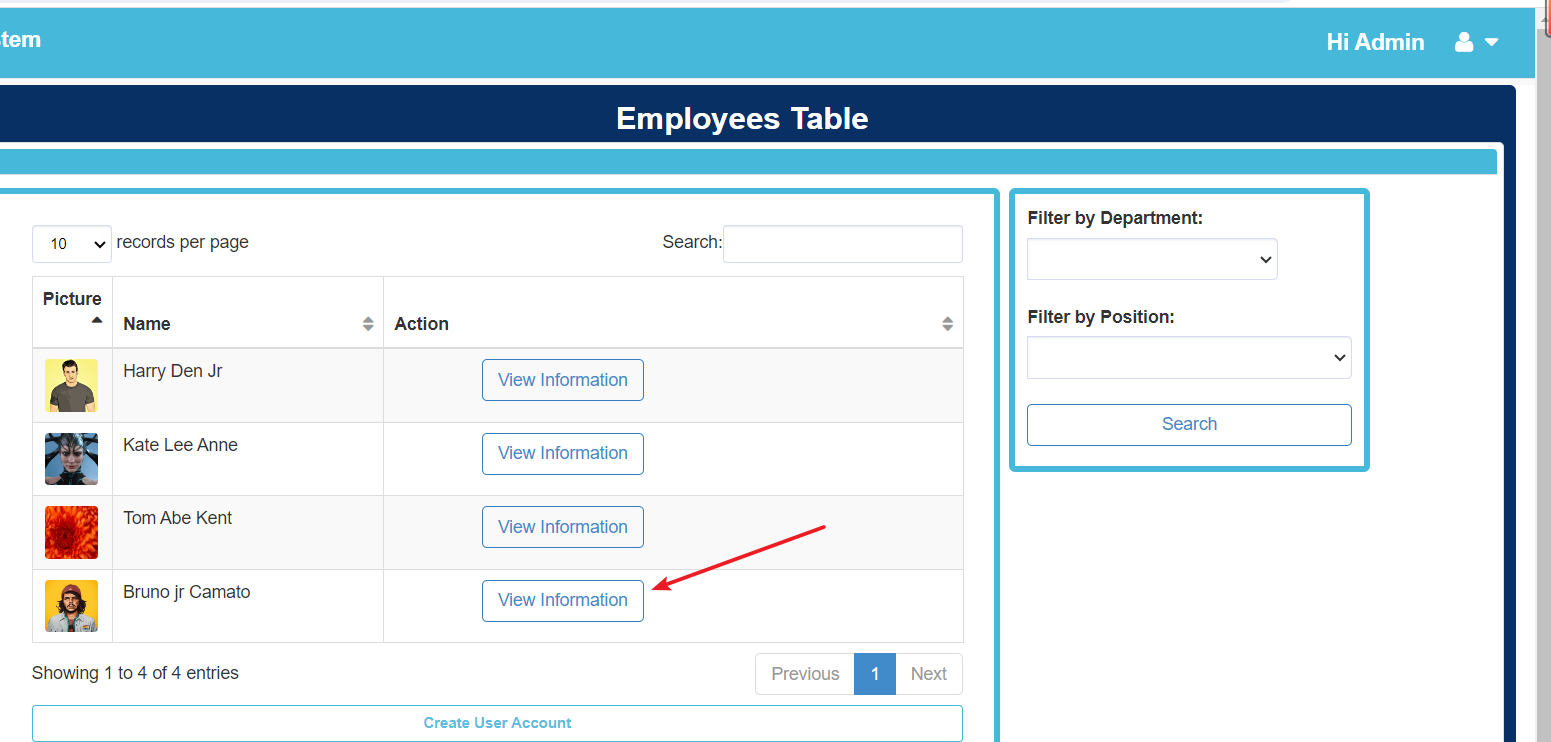 stem
Hi Admin
Employees Table
10 records per page
Search:
Picture Name Action
Harry Den Jr View Information
Kate Lee Anne View Information
Tom Abe Kent View Information
Bruno jr Camato View Information
Showing 1 to 4 of 4 entries
Previous 1 Next
Create User Account
Filter by Department:
Filter by Position:
Search